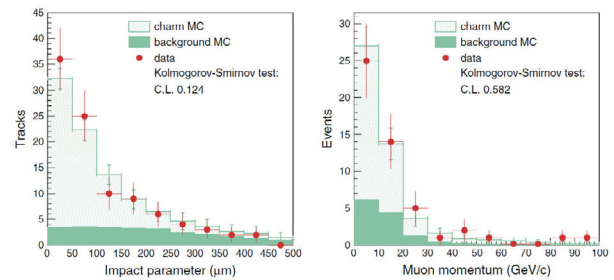 45
40
35
30
25
20
15
10
5
0
Tracks
charm MC
background MC
data
Kolmogorov-Smirnov test:
C.L. 0.124
0 50 100 150 200 250 300 350 400 450 500
Impact parameter (μm)
30
25
20
15
10
5
0
Events
charm MC
background MC
data
Kolmogorov-Smirnov test:
C.L. 0.582
0 10 20 30 40 50 60 70 80 90 100
Muon momentum (GeV/c)